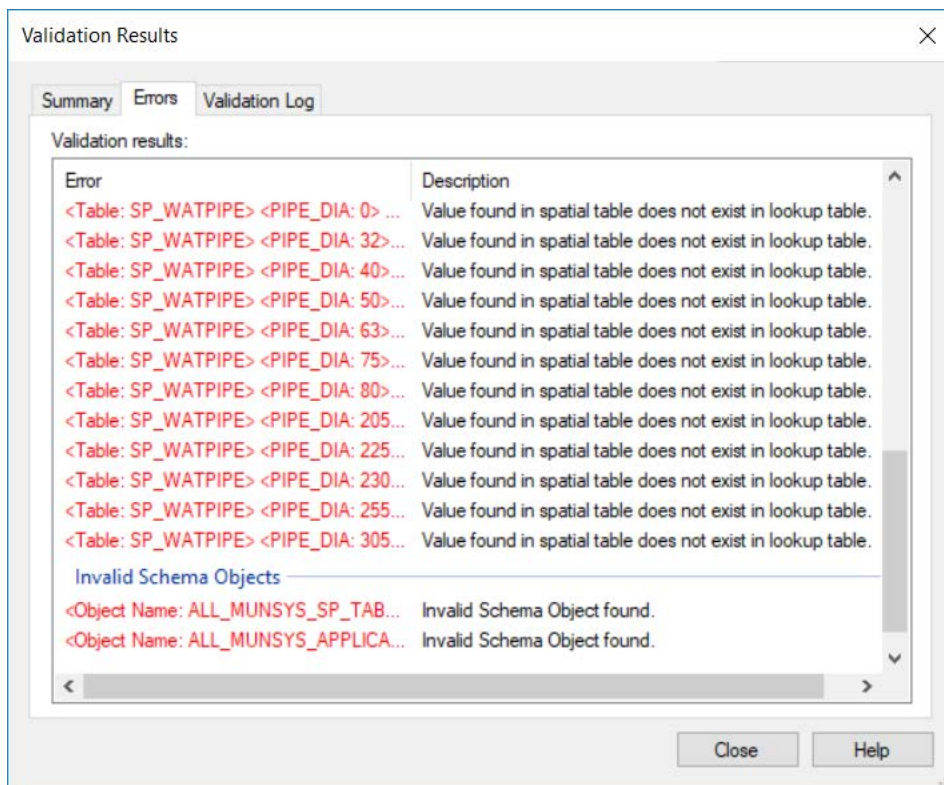 Validation Results
Summary Errors Validation Log
Validation results:
Error Description
<Table: SP_WATPIPE> <PIPE_DIA: 0> ... Value found in spatial table does not exist in lookup table.
<Table: SP_WATPIPE> <PIPE_DIA: 32>... Value found in spatial table does not exist in lookup table.
<Table: SP_WATPIPE> <PIPE_DIA: 40>... Value found in spatial table does not exist in lookup table.
<Table: SP_WATPIPE> <PIPE_DIA: 50>... Value found in spatial table does not exist in lookup table.
<Table: SP_WATPIPE> <PIPE_DIA: 63>... Value found in spatial table does not exist in lookup table.
<Table: SP_WATPIPE> <PIPE_DIA: 75>... Value found in spatial table does not exist in lookup table.
<Table: SP_WATPIPE> <PIPE_DIA: 80>... Value found in spatial table does not exist in lookup table.
<Table: SP_WATPIPE> <PIPE_DIA: 205... Value found in spatial table does not exist in lookup table.
<Table: SP_WATPIPE> <PIPE_DIA: 225... Value found in spatial table does not exist in lookup table.
<Table: SP_WATPIPE> <PIPE_DIA: 230... Value found in spatial table does not exist in lookup table.
<Table: SP_WATPIPE> <PIPE_DIA: 255... Value found in spatial table does not exist in lookup table.
<Table: SP_WATPIPE> <PIPE_DIA: 305... Value found in spatial table does not exist in lookup table.
Invalid Schema Objects
<Object Name: ALL_MUNSYS_SP_TAB... Invalid Schema Object found.
<Object Name: ALL_MUNSYS_APPLICA... Invalid Schema Object found.
Close Help